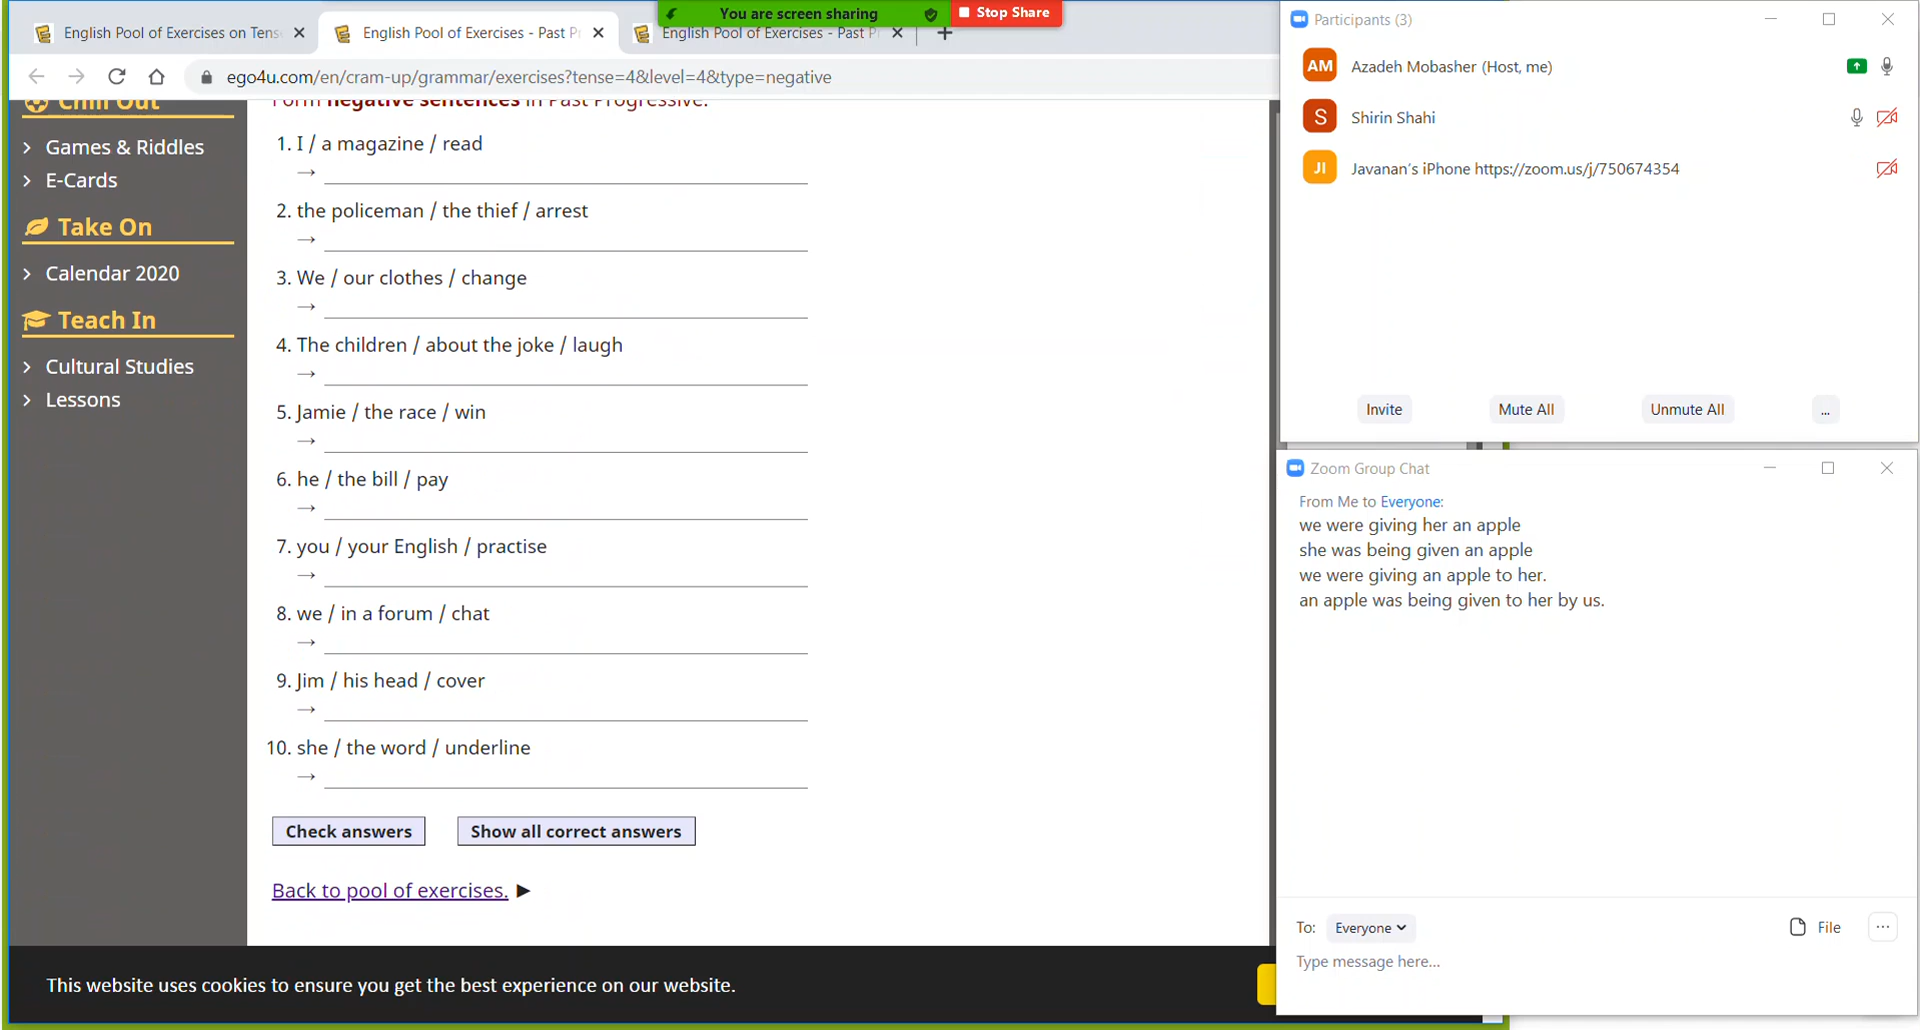 English Pool of Exercises on Tens
English Pool of Exercises - Past P
English Pool of Exercises - Past P
You are screen sharing
Stop Share
ego4u.com/en/cram-up/grammar/exercises?tense=4&level=4&type=negative
Chill Out
Games & Riddles
E-Cards
Take On
Calendar 2020
Teach In
Cultural Studies
Lessons
Form negative sentences in Past Progressive.
1. I / a magazine / read
→
2. the policeman / the thief / arrest
→
3. We / our clothes / change
→
4. The children / about the joke / laugh
→
5. Jamie / the race / win
→
6. he / the bill / pay
→
7. you / your English / practise
→
8. we / in a forum / chat
→
9. Jim / his head / cover
→
10. she / the word / underline
→
Check answers
Show all correct answers
Back to pool of exercises. ▶
This website uses cookies to ensure you get the best experience on our website.
Participants (3)
AM Azadeh Mobasher (Host, me)
S Shirin Shahi
JI Javanan's iPhone https://zoom.us/j/750674354
Invite
Mute All
Unmute All
...
Zoom Group Chat
From Me to Everyone:
we were giving her an apple
she was being given an apple
we were giving an apple to her.
an apple was being given to her by us.
To: Everyone
File
...
Type message here...